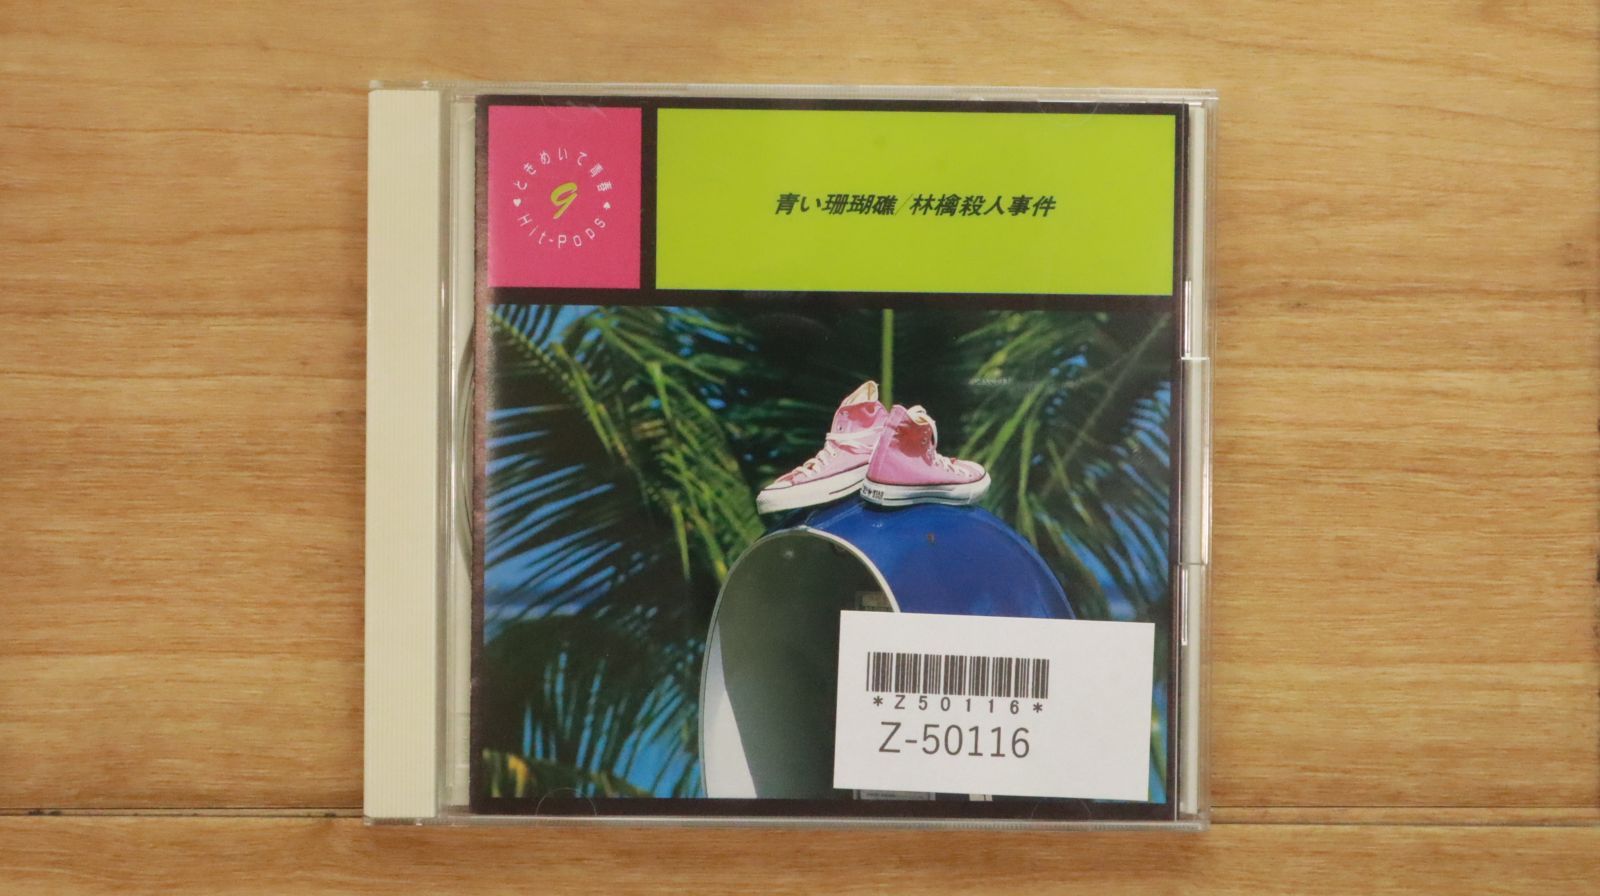 ときめいて青春
9
♥Hit-Pops♥
青い珊瑚礁/林檎殺人事件
*Z50116*
Z-50116